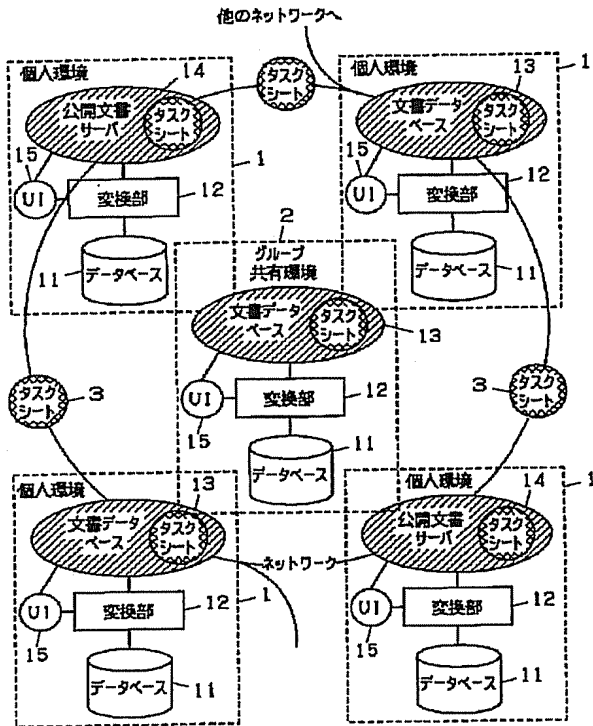 他のネットワークへ
個人環境
14
タスク
シート
個人環境
13
1
公開文書
サーバ
タスク
シート
文書データ
ベース
タスク
シート
15
UI
変換部
12
1
15
UI
変換部
12
11
データベース
2
グループ
共有環境
11
データベース
文書データ
ベース
タスク
シート
13
タスク
シート
3
UI
15
変換部
12
3
タスク
シート
11
データベース
個人環境
13
個人環境
14
1
文書データ
ベース
タスク
シート
公開文書
サーバ
タスク
シート
ネットワーク
UI
15
変換部
12
1
UI
15
変換部
12
データベース
11
データベース
11